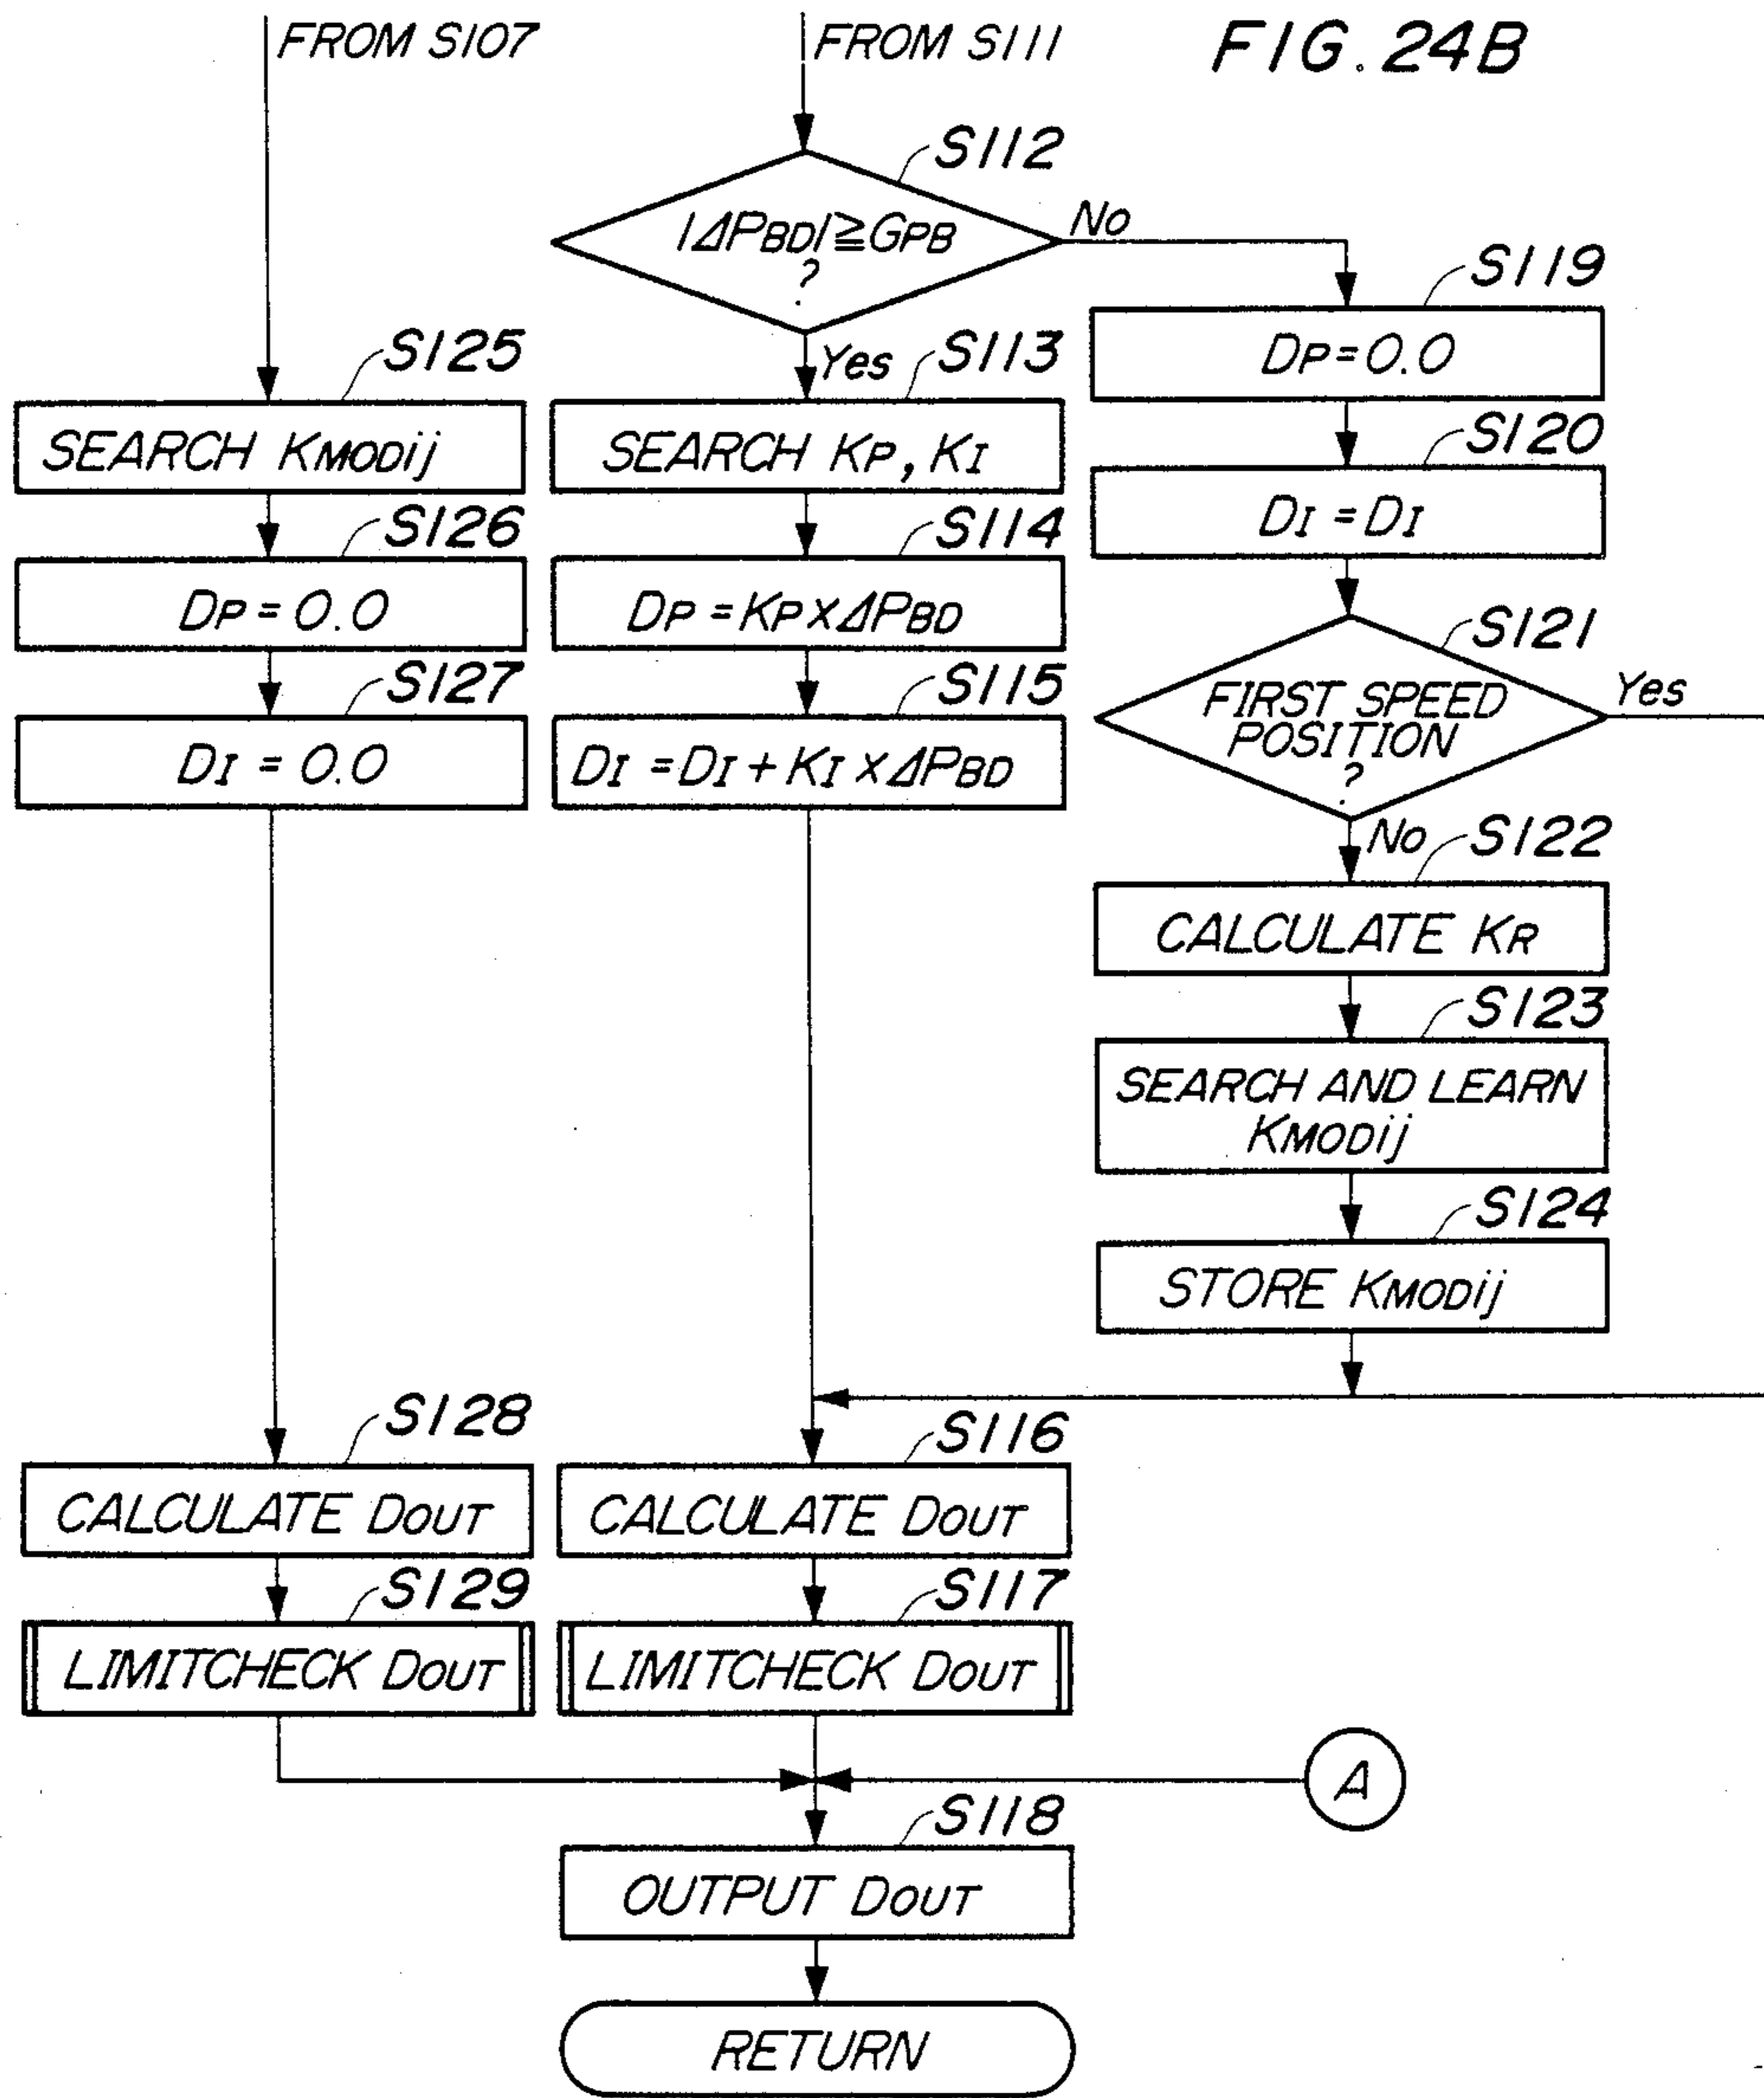 FROM S107
FROM S111
FIG. 24B
S112
|ΔPBD|≧GPB
?
No
Yes
S119
DP=0.0
S125
SEARCH KMODij
S113
SEARCH KP, KI
S120
DI=DI
S126
DP=0.0
S114
DP=KP×ΔPBD
S121
FIRST SPEED
POSITION
?
Yes
No
S127
DI=0.0
S115
DI=DI+KI×ΔPBD
S122
CALCULATE KR
S123
SEARCH AND LEARN
KMODij
S124
STORE KMODij
S128
CALCULATE DOUT
S116
CALCULATE DOUT
S129
LIMITCHECK DOUT
S117
LIMITCHECK DOUT
A
S118
OUTPUT DOUT
RETURN